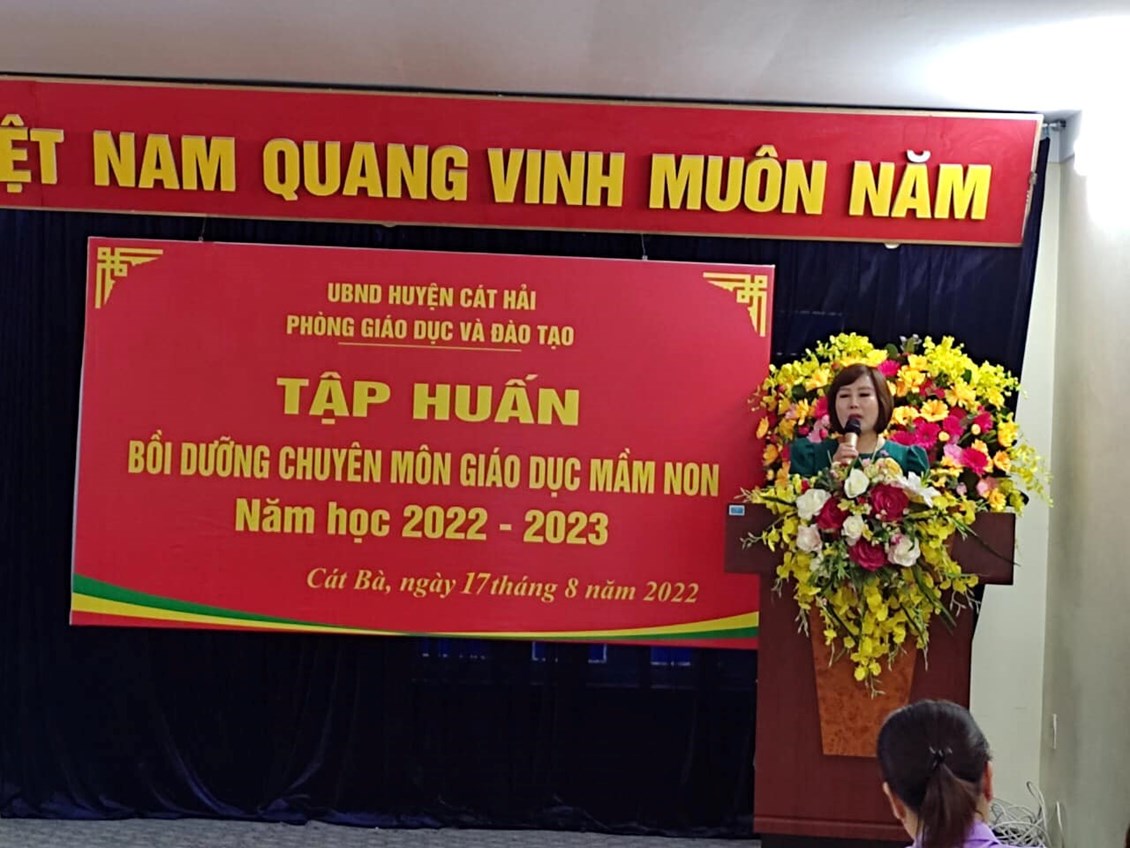 ỆT NAM QUANG VINH MUÔN NĂM
UBND HUYỆN CÁT HẢI
PHÒNG GIÁO DỤC VÀ ĐÀO TẠO
TẬP HUẤN
BỒI DƯỠNG CHUYÊN MÔN GIÁO DỤC MẦM NON
Năm học 2022 - 2023
Cát Bà, ngày 17 tháng 8 năm 2022